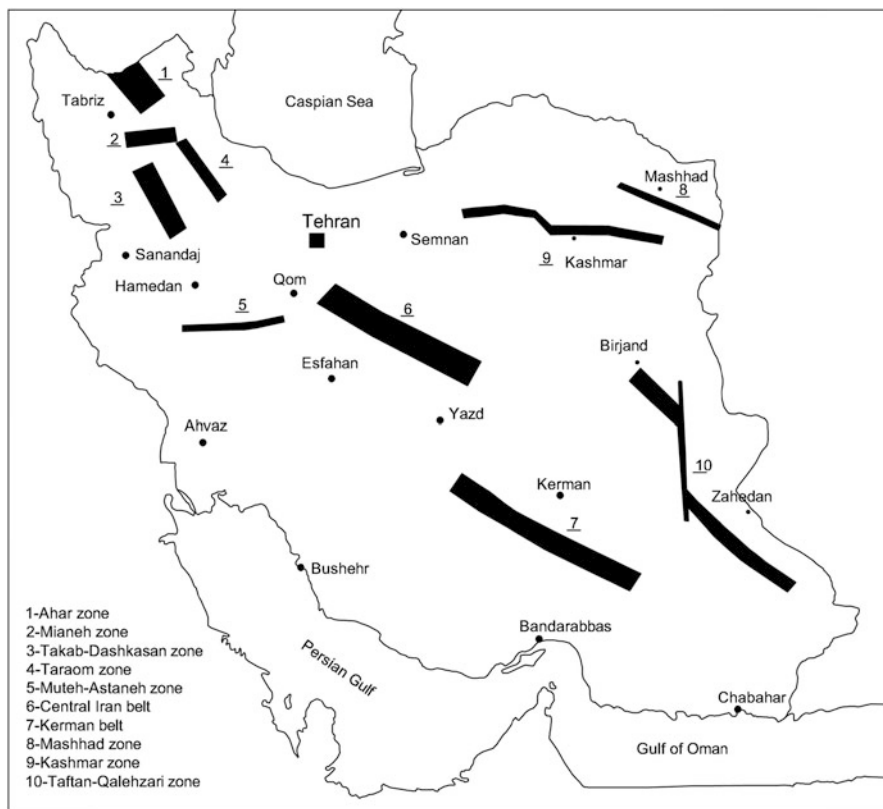 1
Caspian Sea
Tabriz
2
4
3
Mashhad
8
Tehran
Semnan
Sanandaj
9
Kashmar
Hamedan
Qom
5
6
Birjand
Esfahan
Yazd
Ahvaz
10
Kerman
Zahedan
7
Bushehr
Bandarabbas
Persian Gulf
Chabahar
Gulf of Oman
1-Ahar zone
2-Mianeh zone
3-Takab-Dashkasan zone
4-Taraom zone
5-Muteh-Astaneh zone
6-Central Iran belt
7-Kerman belt
8-Mashhad zone
9-Kashmar zone
10-Taftan-Qalehzari zone